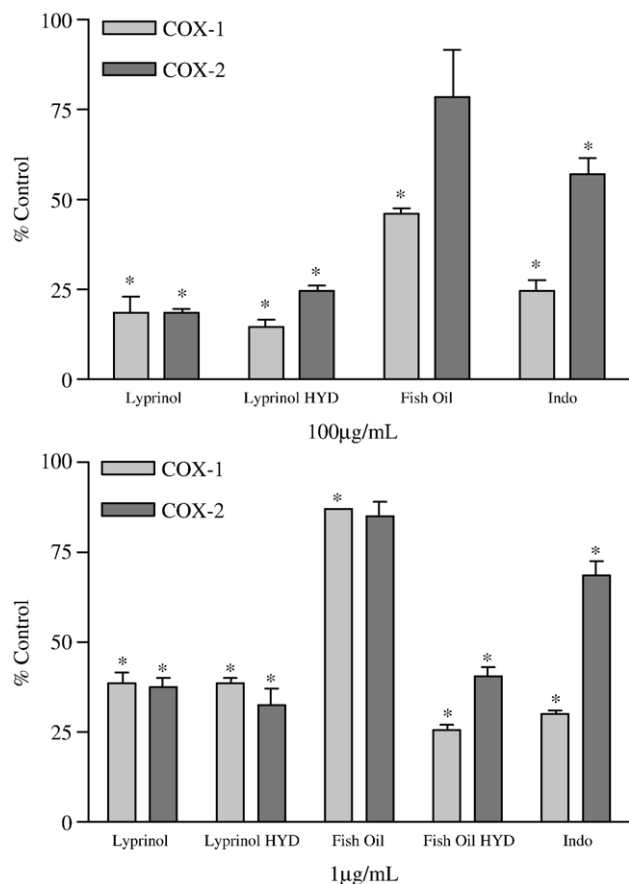 100
COX-1
COX-2
75
% Control
50
*
*
*
*
*
*
*
25
0
Lyprinol Lyprinol HYD Fish Oil Indo
100µg/mL
100
COX-1
COX-2
*
75
*
% Control
50
*
*
*
*
*
*
*
25
0
Lyprinol Lyprinol HYD Fish Oil Fish Oil HYD Indo
1µg/mL